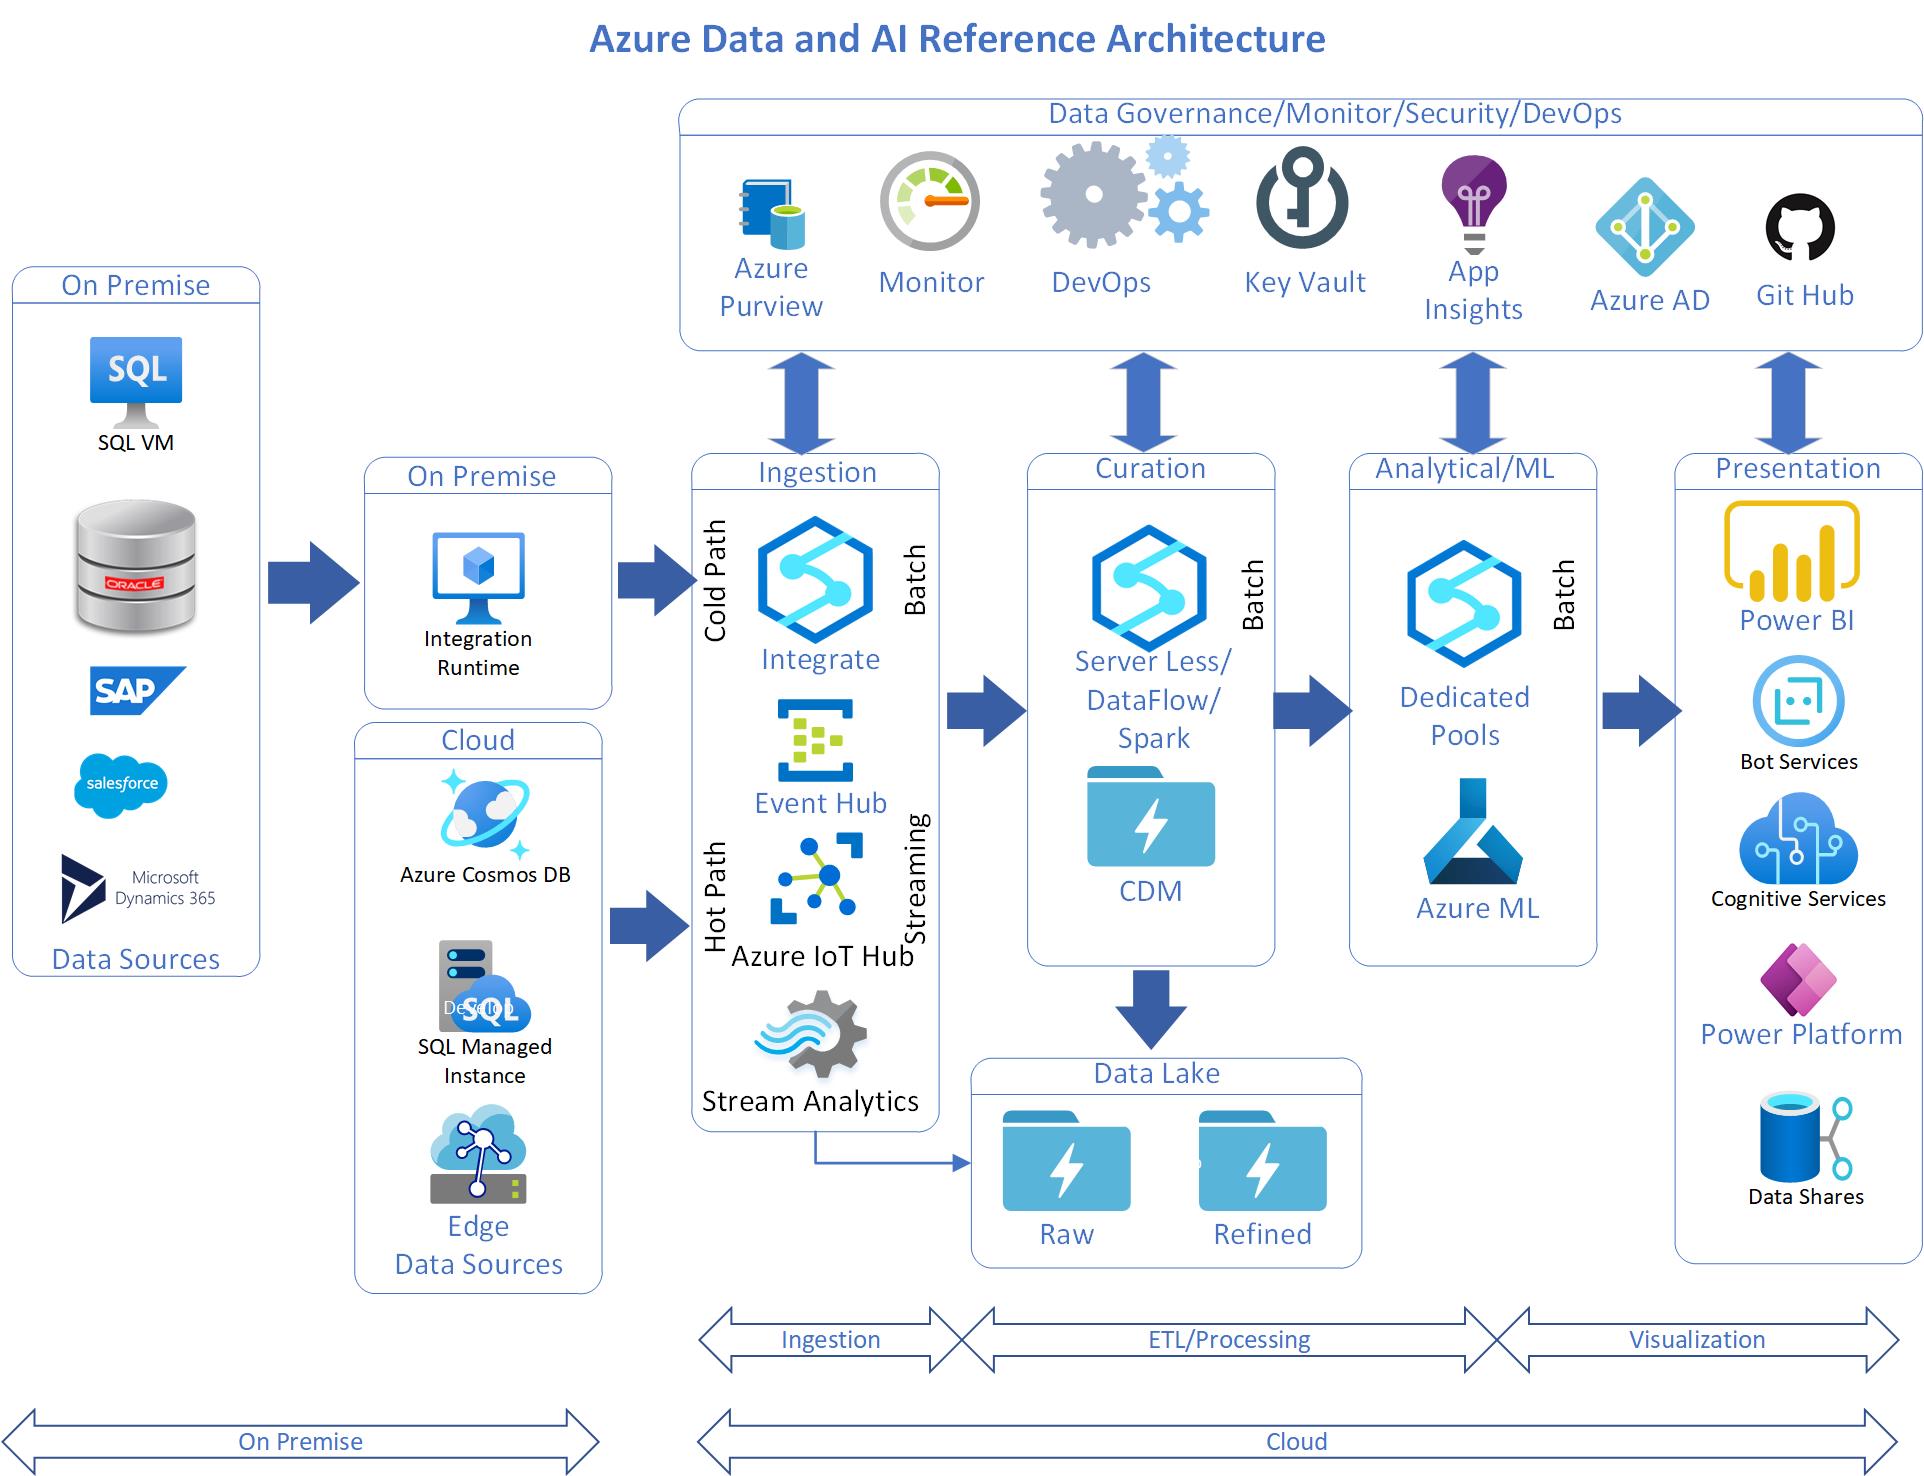 Azure Data and AI Reference Architecture
Data Governance/Monitor/Security/DevOps
Azure
Purview
Monitor
DevOps
Key Vault
App
Insights
Azure AD
Git Hub
On Premise
SQL
SQL VM
ORACLE
SAP
salesforce
Microsoft
Dynamics 365
Data Sources
On Premise
Integration
Runtime
Cloud
Azure Cosmos DB
Develop
SQL
SQL Managed
Instance
Edge
Data Sources
Ingestion
Cold Path
Batch
Integrate
Event Hub
Hot Path
Streaming
Azure IoT Hub
Stream Analytics
Curation
Batch
Server Less/
DataFlow/
Spark
CDM
Data Lake
Raw
Refined
Analytical/ML
Batch
Dedicated
Pools
Azure ML
Presentation
Power BI
Bot Services
Cognitive Services
Power Platform
Data Shares
Ingestion
ETL/Processing
Visualization
On Premise
Cloud